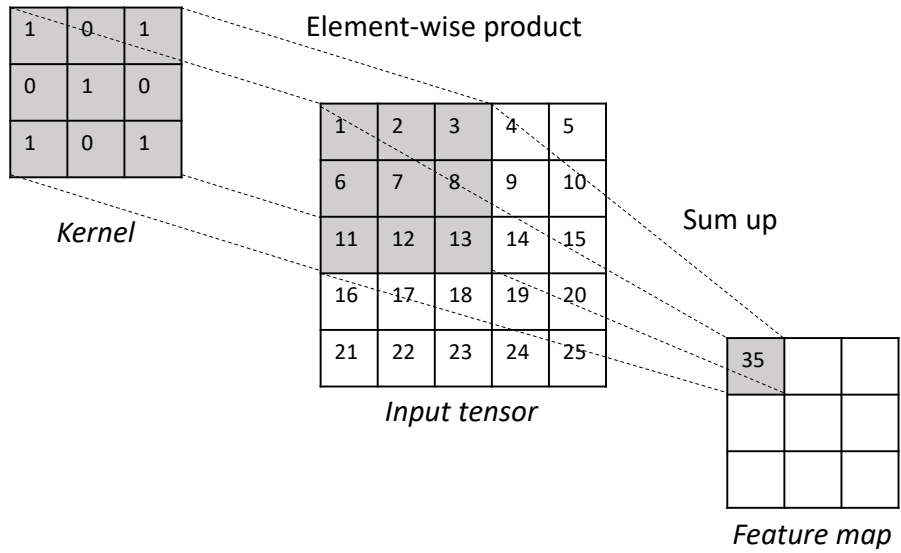 Element-wise product
1 0 1
0 1 0
1 0 1
Kernel
1 2 3 4 5
6 7 8 9 10
11 12 13 14 15
16 17 18 19 20
21 22 23 24 25
Input tensor
Sum up
35
Feature map